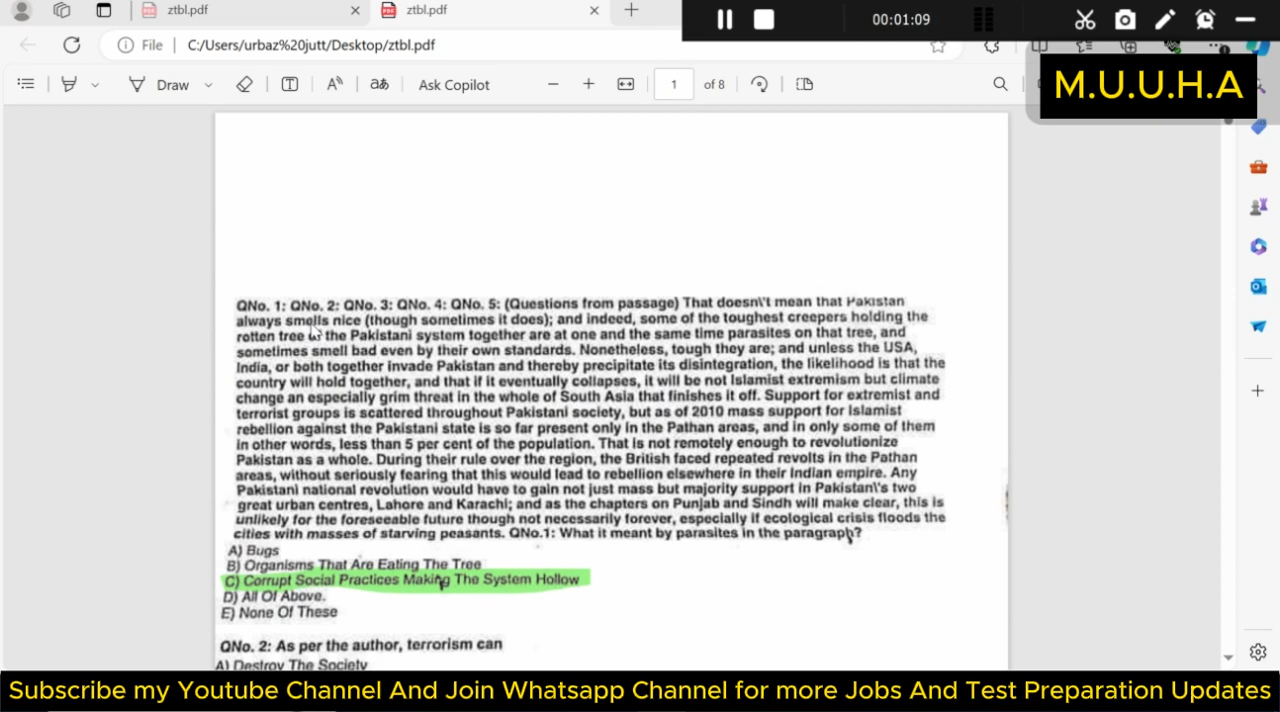 ztbl.pdf
ztbl.pdf
00:01:09
File
C:/Users/urbaz%20jutt/Desktop/ztbl.pdf
Draw
aあ
Ask Copilot
1
of 8
M.U.U.H.A
QNo. 1: QNo. 2: QNo. 3: QNo. 4: QNo. 5: (Questions from passage) That doesn\'t mean that Pakistan
always smells nice (though sometimes it does); and indeed, some of the toughest creepers holding the
rotten tree of the Pakistani system together are at one and the same time parasites on that tree, and
sometimes smell bad even by their own standards. Nonetheless, tough they are; and unless the USA,
India, or both together invade Pakistan and thereby precipitate its disintegration, the likelihood is that the
country will hold together, and that if it eventually collapses, it will be not Islamist extremism but climate
change an especially grim threat in the whole of South Asia that finishes it off. Support for extremist and
terrorist groups is scattered throughout Pakistani society, but as of 2010 mass support for Islamist
rebellion against the Pakistani state is so far present only in the Pathan areas, and in only some of them
in other words, less than 5 per cent of the population. That is not remotely enough to revolutionize
Pakistan as a whole. During their rule over the region, the British faced repeated revolts in the Pathan
areas, without seriously fearing that this would lead to rebellion elsewhere in their Indian empire. Any
Pakistani national revolution would have to gain not just mass but majority support in Pakistan\'s two
great urban centres, Lahore and Karachi; and as the chapters on Punjab and Sindh will make clear, this is
unlikely for the foreseeable future though not necessarily forever, especially if ecological crisis floods the
cities with masses of starving peasants. QNo.1: What it meant by parasites in the paragraph?
A) Bugs
B) Organisms That Are Eating The Tree
C) Corrupt Social Practices Making The System Hollow
D) All Of Above.
E) None Of These
QNo. 2: As per the author, terrorism can
A) Destroy The Society
Subscribe my Youtube Channel And Join Whatsapp Channel for more Jobs And Test Preparation Updates